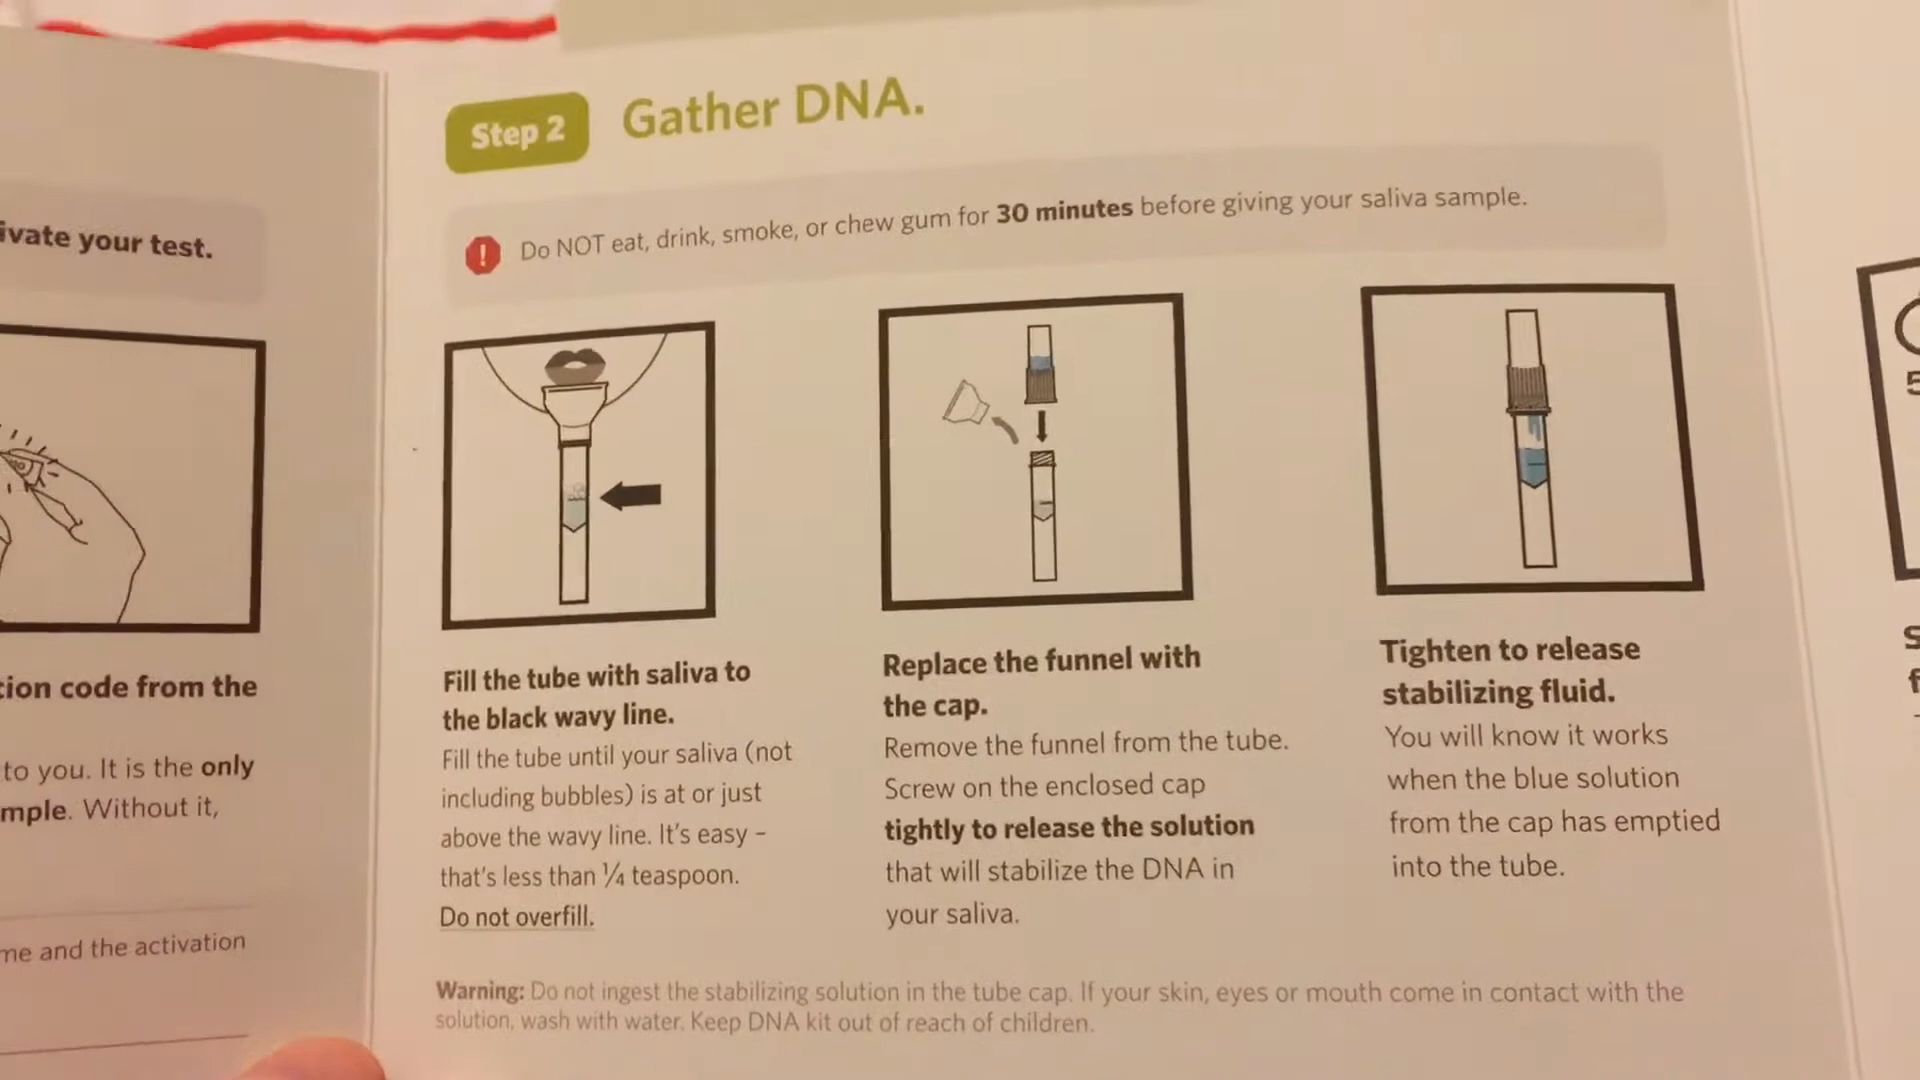 ivate your test.
tion code from the
to you. It is the only
mple. Without it,
me and the activation
Step 2
Gather DNA.
! Do NOT eat, drink, smoke, or chew gum for 30 minutes before giving your saliva sample.
Fill the tube with saliva to
the black wavy line.
Fill the tube until your saliva (not
including bubbles) is at or just
above the wavy line. It's easy –
that's less than ¼ teaspoon.
Do not overfill.
Replace the funnel with
the cap.
Remove the funnel from the tube.
Screw on the enclosed cap
tightly to release the solution
that will stabilize the DNA in
your saliva.
Tighten to release
stabilizing fluid.
You will know it works
when the blue solution
from the cap has emptied
into the tube.
Warning: Do not ingest the stabilizing solution in the tube cap. If your skin, eyes or mouth come in contact with the
solution, wash with water. Keep DNA kit out of reach of children.
5
S
f